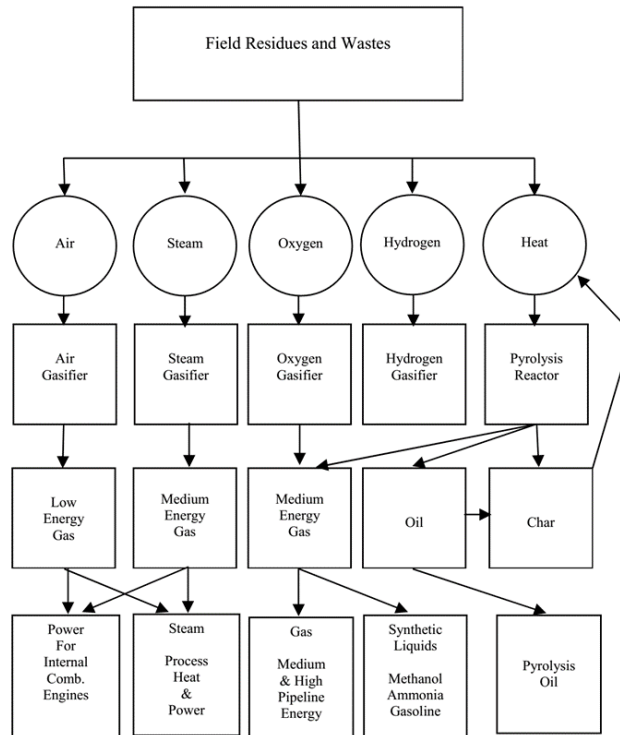 Field Residues and Wastes
Air
Steam
Oxygen
Hydrogen
Heat
Air
Gasifier
Steam
Gasifier
Oxygen
Gasifier
Hydrogen
Gasifier
Pyrolysis
Reactor
Low
Energy
Gas
Medium
Energy
Gas
Medium
Energy
Gas
Oil
Char
Power
For
Internal
Comb.
Engines
Steam
Process
Heat
&
Power
Gas
Medium
& High
Pipeline
Energy
Synthetic
Liquids
Methanol
Ammonia
Gasoline
Pyrolysis
Oil